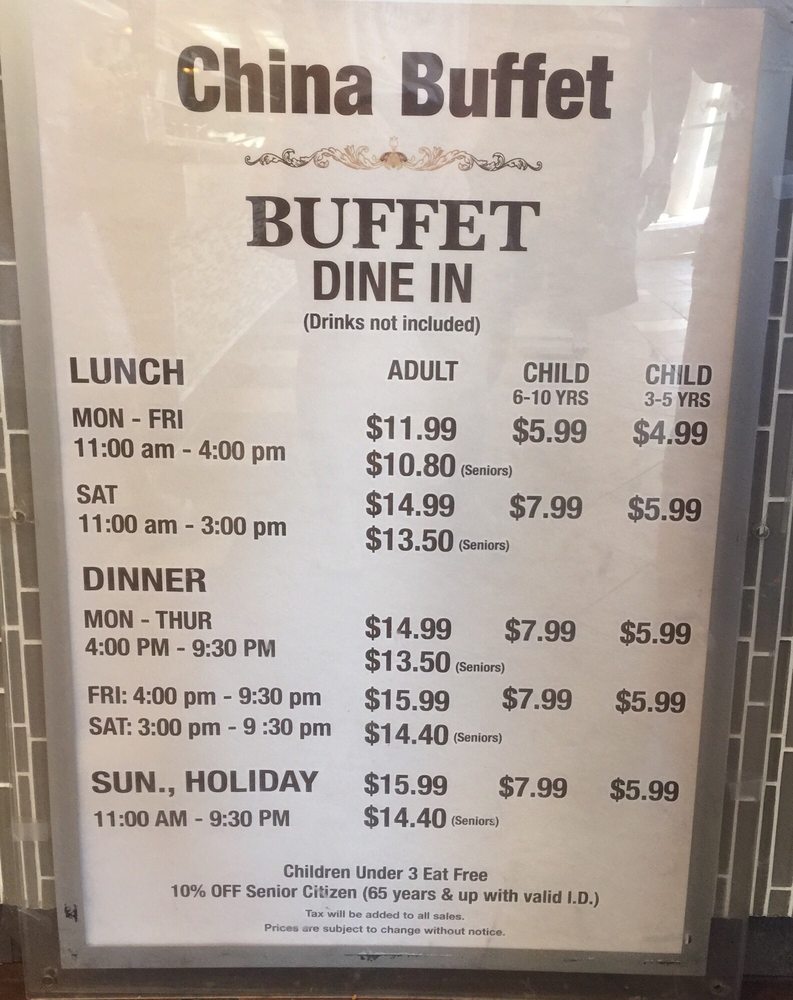 China Buffet
BUFFET
DINE IN
(Drinks not included)
LUNCH ADULT CHILD CHILD
6-10 YRS 3-5 YRS
MON - FRI $11.99 $5.99 $4.99
11:00 am - 4:00 pm $10.80 (Seniors)
SAT $14.99 $7.99 $5.99
11:00 am - 3:00 pm $13.50 (Seniors)
DINNER
MON - THUR $14.99 $7.99 $5.99
4:00 PM - 9:30 PM $13.50 (Seniors)
FRI: 4:00 pm - 9:30 pm $15.99 $7.99 $5.99
SAT: 3:00 pm - 9 :30 pm $14.40 (Seniors)
SUN., HOLIDAY $15.99 $7.99 $5.99
11:00 AM - 9:30 PM $14.40 (Seniors)
Children Under 3 Eat Free
10% OFF Senior Citizen (65 years & up with valid I.D.)
Tax will be added to all sales.
Prices are subject to change without notice.